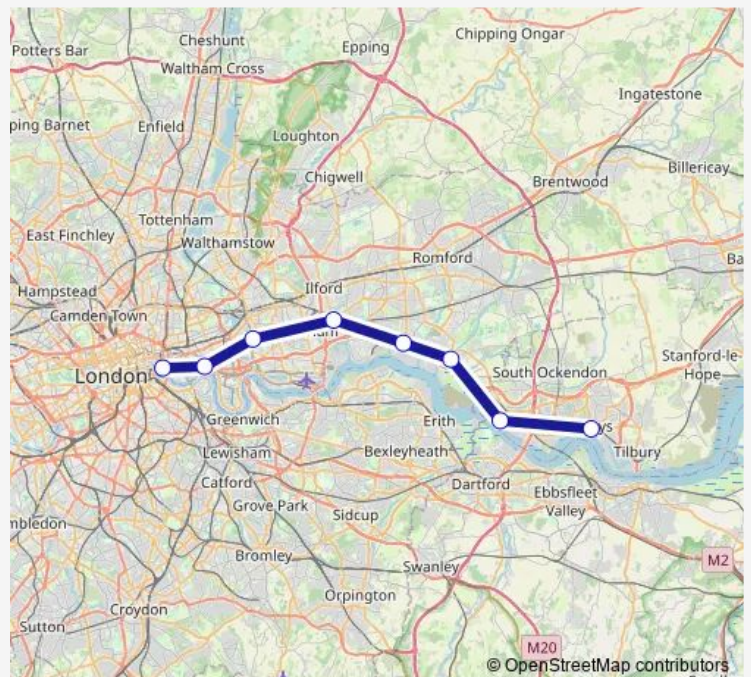 Cheshunt
Epping
Chipping Ongar
Potters Bar
Waltham Cross
Ingatestone
ping Barnet
Enfield
Loughton
Chigwell
Billericay
Brentwood
Tottenham
East Finchley
Walthamstow
Romford
Ba
Ilford
Hampstead
Camden Town
Stanford-le-
Hope
London
South Ockendon
Greenwich
Erith
ys
Lewisham
Bexleyheath
Tilbury
Catford
Dartford
Ebbsfleet
Valley
Grove Park
Sidcup
mbledon
Bromley
Swanley
M2
Orpington
Croydon
Sutton
M20
© OpenStreetMap contributors